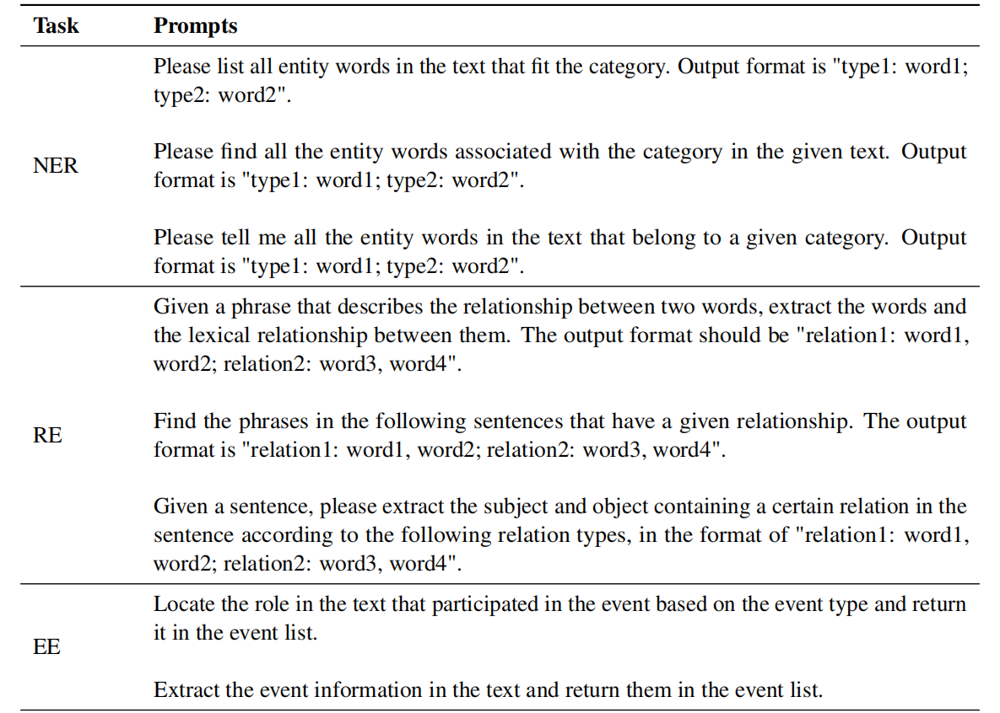 Task Prompts
Please list all entity words in the text that fit the category. Output format is "type1: word1;
type2: word2".
Please find all the entity words associated with the category in the given text. Output
NER
format is "type1: word1; type2: word2".
Please tell me all the entity words in the text that belong to a given category. Output
format is "type1: word1; type2: word2".
Given a phrase that describes the relationship between two words, extract the words and
the lexical relationship between them. The output format should be "relation1: word1,
word2; relation2: word3, word4".
Find the phrases in the following sentences that have a given relationship. The output
RE
format is "relation1: word1, word2; relation2: word3, word4".
Given a sentence, please extract the subject and object containing a certain relation in the
sentence according to the following relation types, in the format of "relation1: word1,
word2; relation2: word3, word4".
Locate the role in the text that participated in the event based on the event type and return
it in the event list.
EE
Extract the event information in the text and return them in the event list.